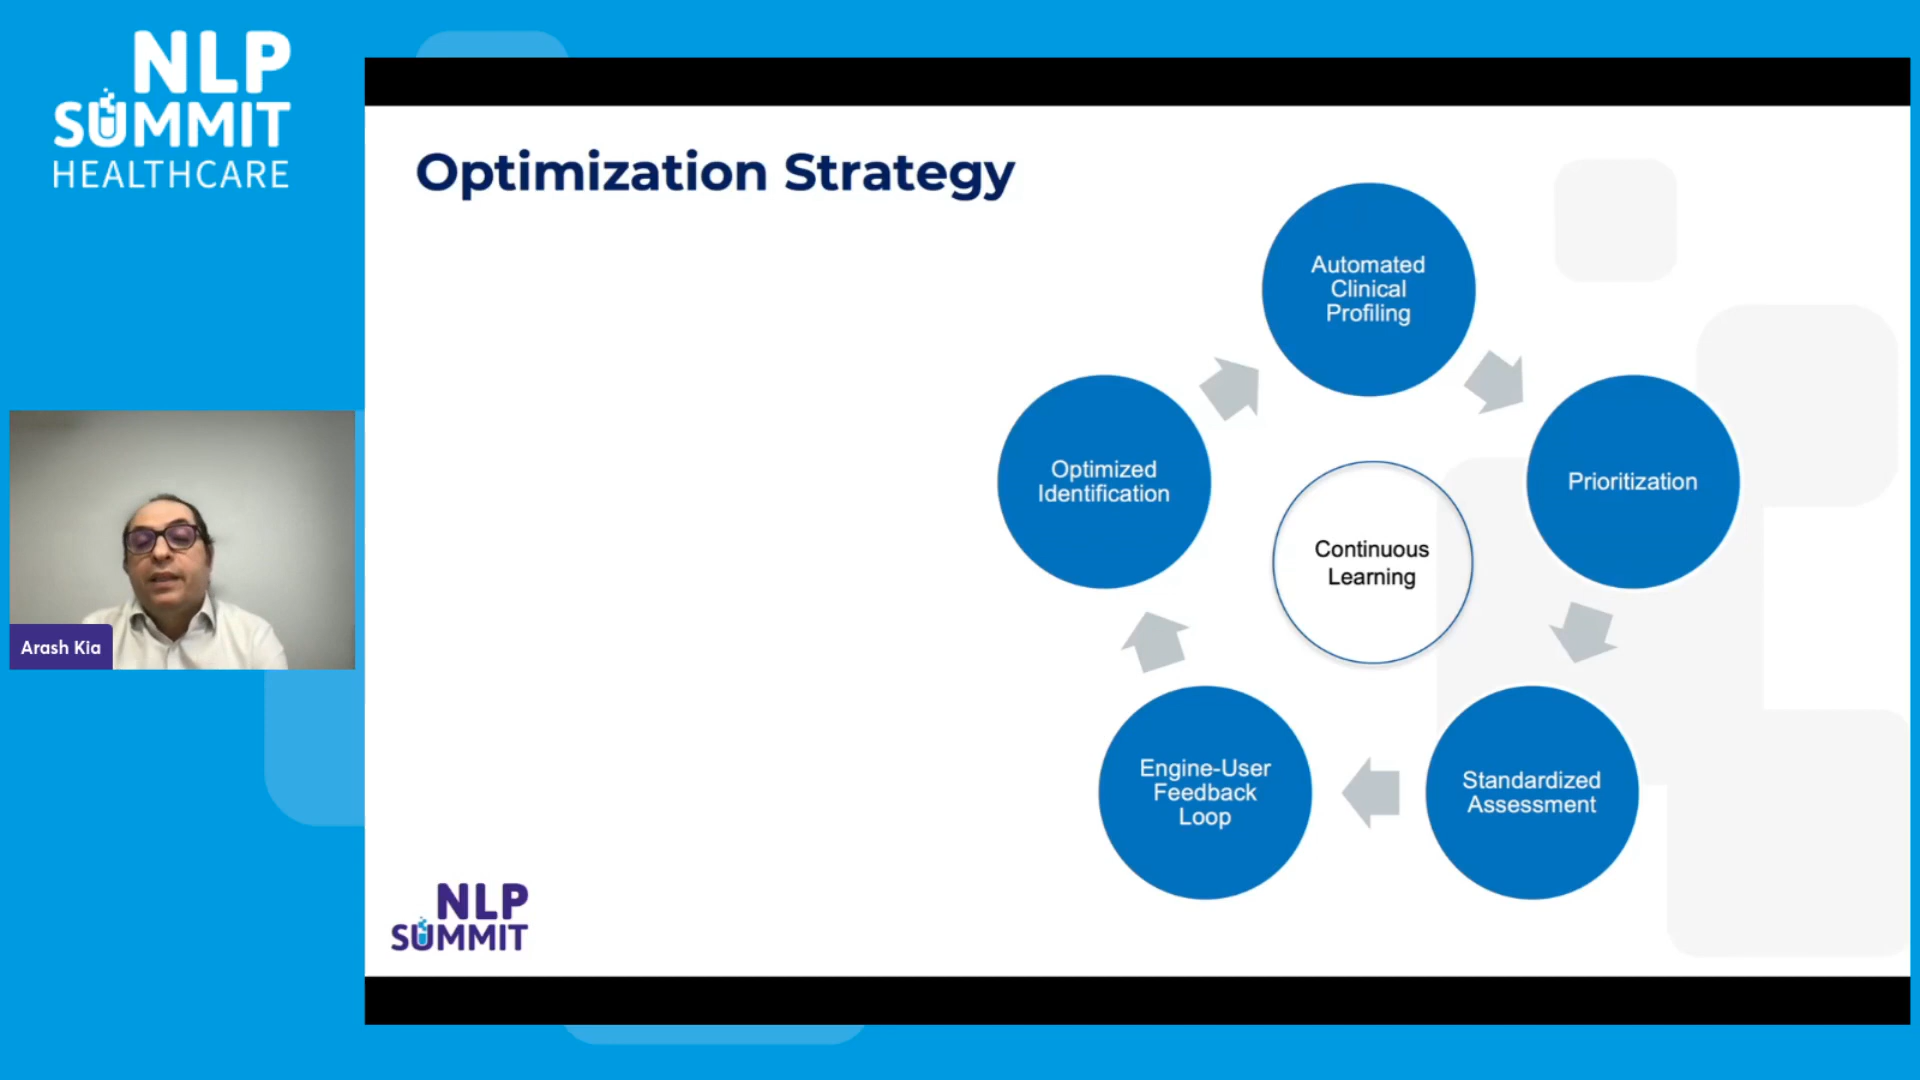 NLP
SUMMIT
HEALTHCARE
Optimization Strategy
Automated
Clinical
Profiling
Prioritization
Standardized
Assessment
Engine-User
Feedback
Loop
Optimized
Identification
Continuous
Learning
Arash Kia
NLP
SUMMIT